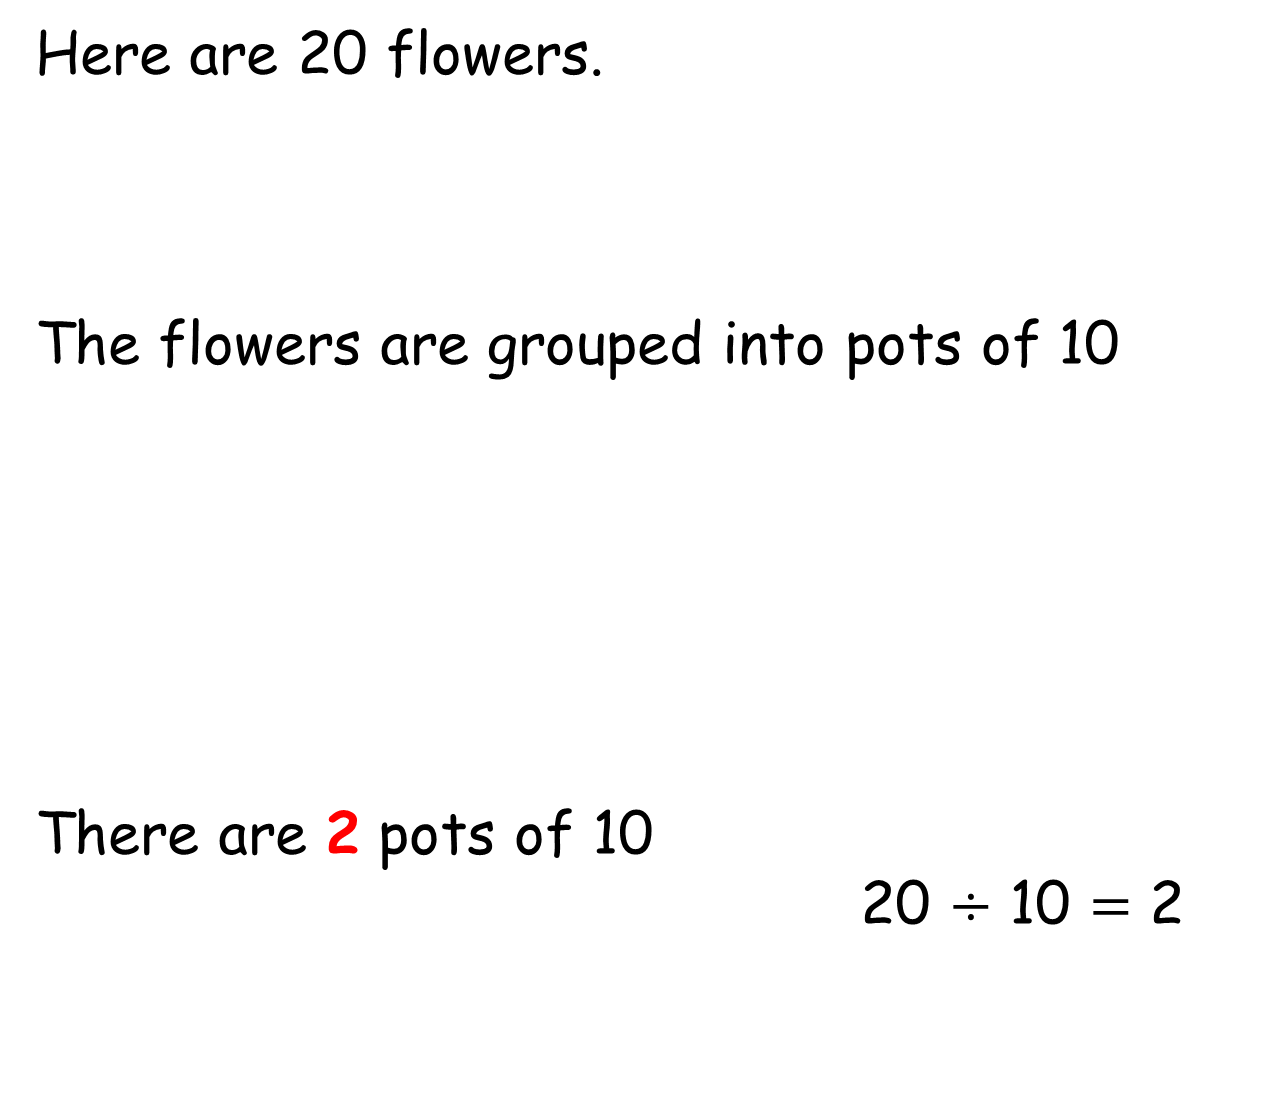 Here are 20 flowers.
The flowers are grouped into pots of 10
There are 2 pots of 10
20 ÷ 10 = 2